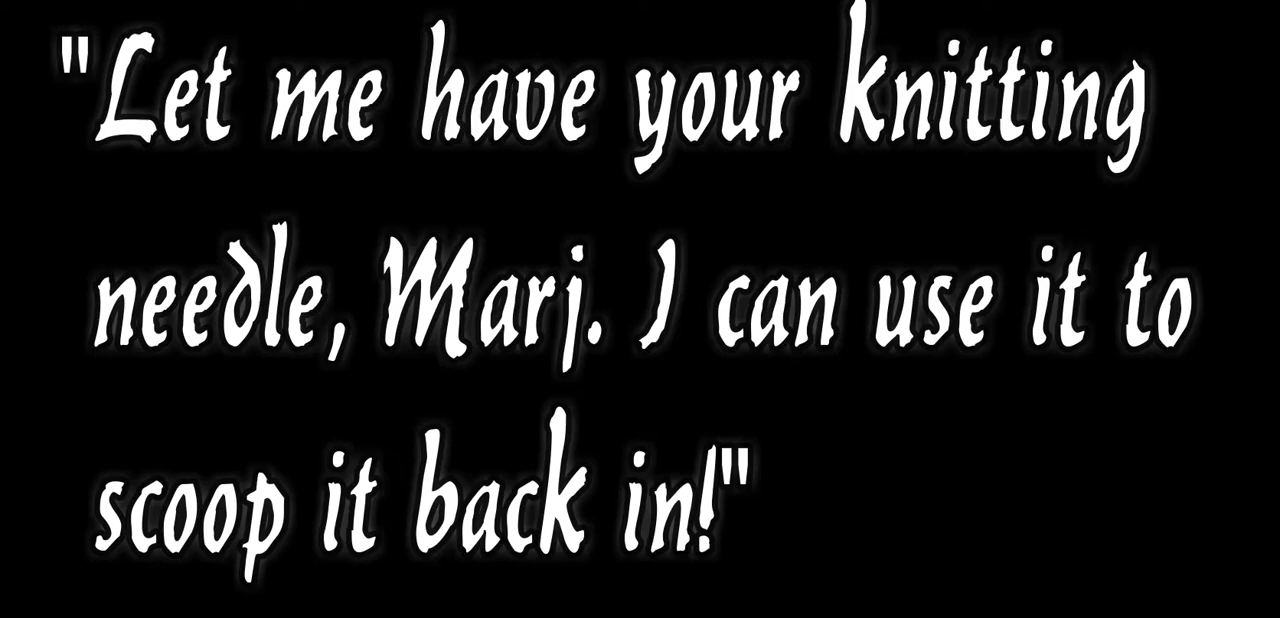 "Let me have your knitting
needle, Marj. I can use it to
scoop it back in!"